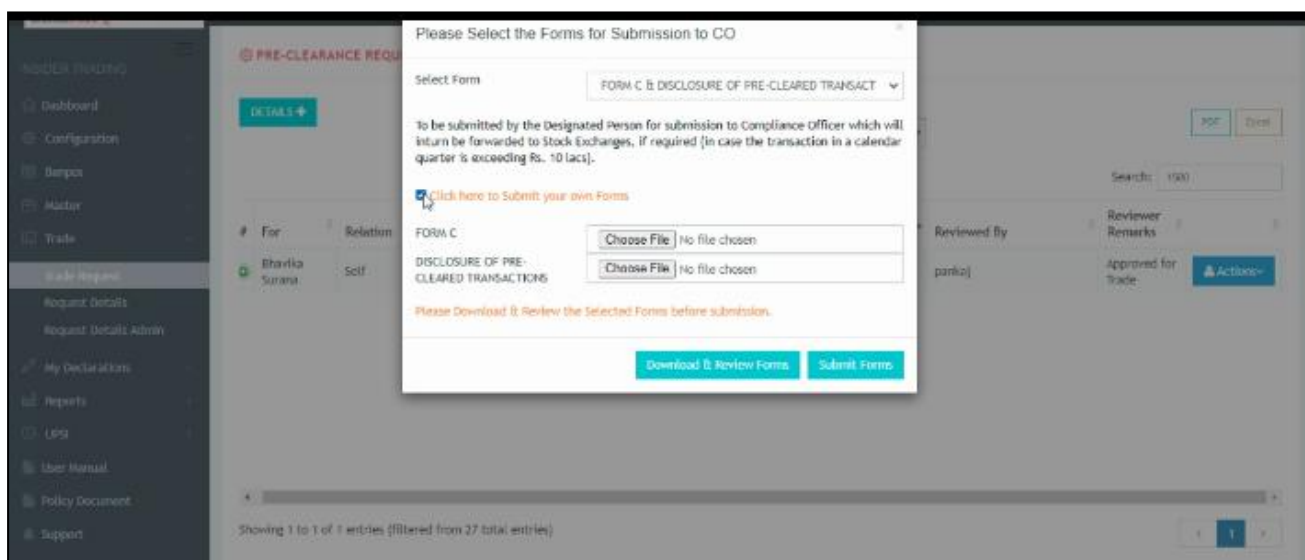 Please Select the Forms for Submission to CO
INSIDER TRADING
PRE-CLEARANCE REQU
Select Form
FORM C & DISCLOSURE OF PRE-CLEARED TRANSACT
Dashboard
DETAILS
To be submitted by the Designated Person for submission to Compliance Officer which will
inturn be forwarded to Stock Exchanges, if required (in case the transaction in a calendar
quarter is exceeding Rs. 10 lacs).
PDF
Excel
Configuration
Benpos
Search: 1500
Click here to Submit your own Forms
Master
Trade
# For Relation
FORM C
Choose File No file chosen
Reviewed By
Reviewer
Remarks
DISCLOSURE OF PRE-
CLEARED TRANSACTIONS
Choose File No file chosen
Bhavika
Surana
Self
pankaj
Approved for
Trade
Actions
Trade Request
Request Details
Request Details Admin
Please Download & Review the Selected Forms before submission.
My Declarations
Download & Review Forms
Submit Forms
Reports
UPSI
User Manual
Policy Document
Support
Showing 1 to 1 of 1 entries (filtered from 27 total entries)
1